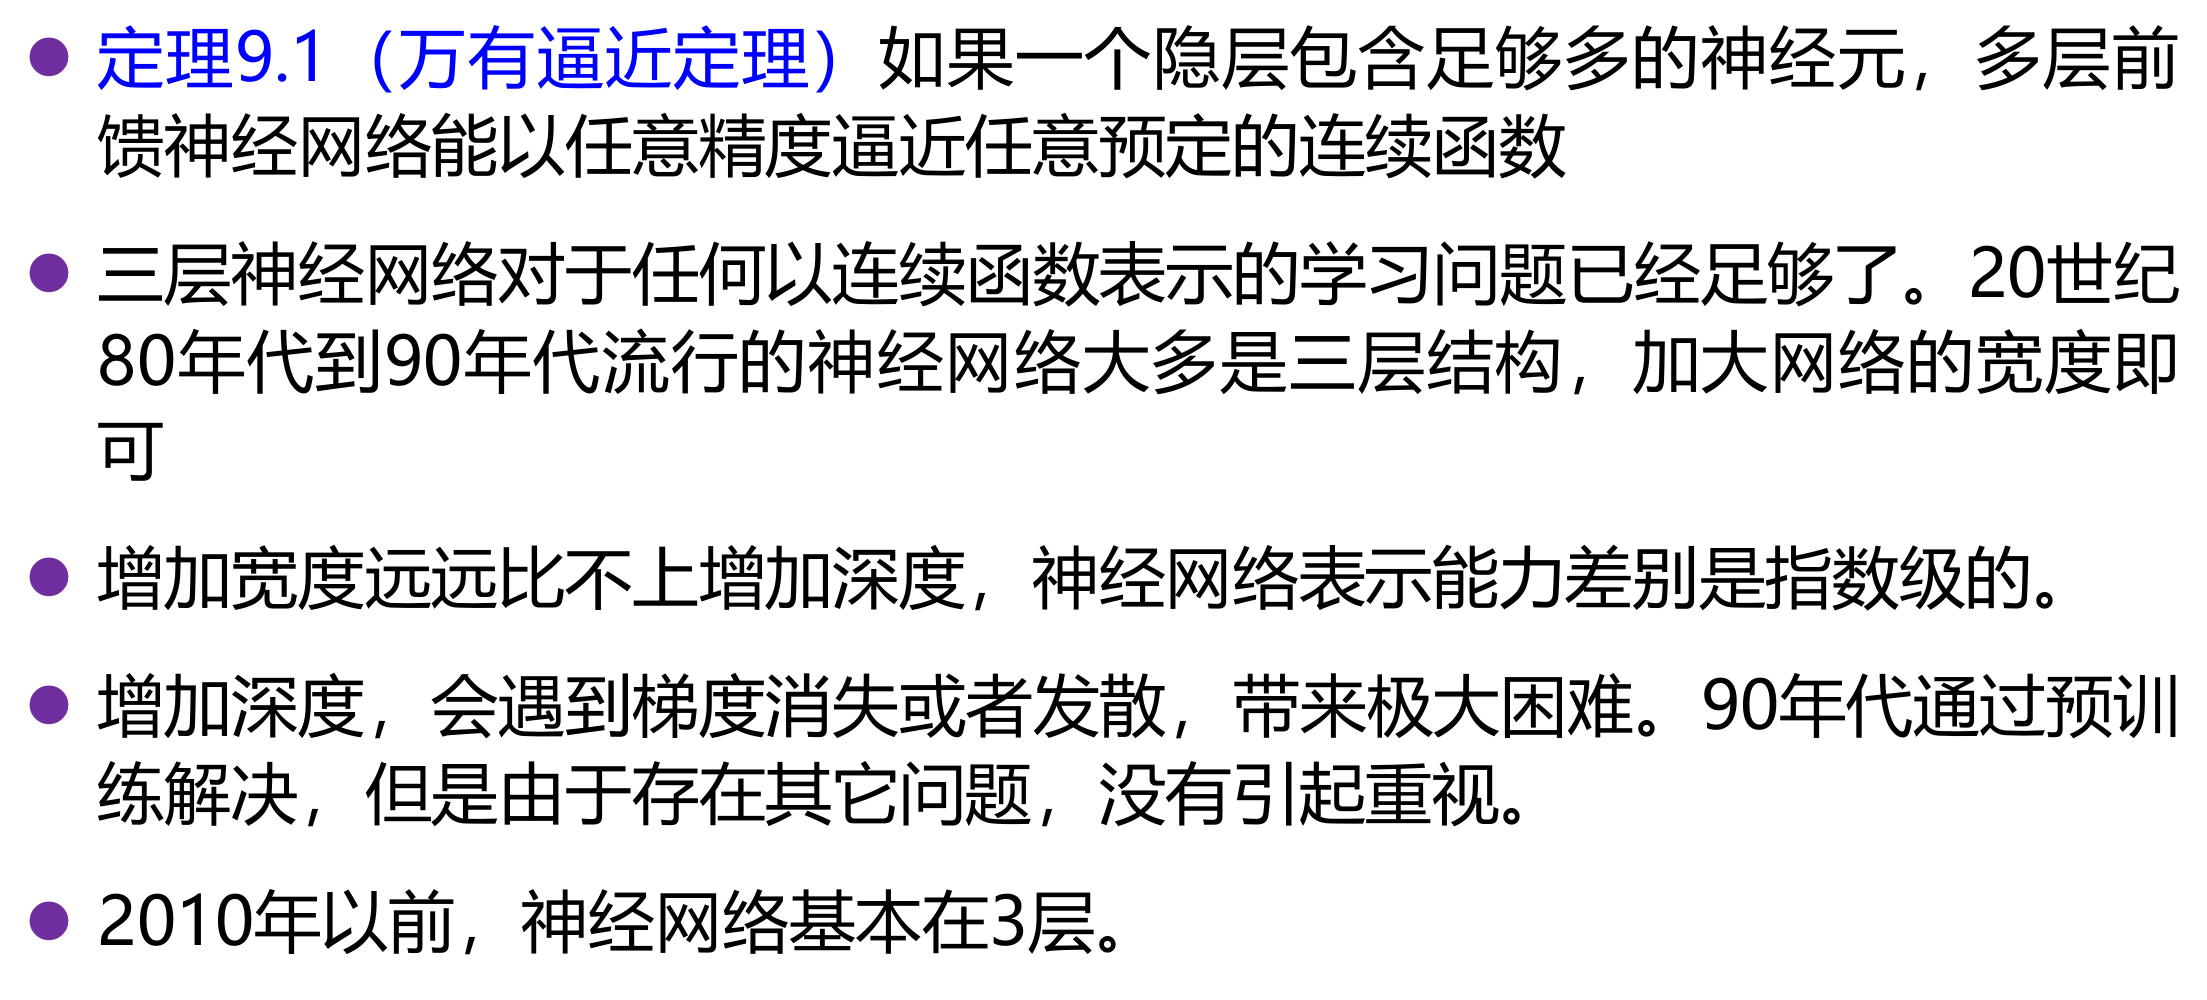 ● 定理9.1（万有逼近定理）如果一个隐层包含足够多的神经元，多层前
馈神经网络能以任意精度逼近任意预定的连续函数
● 三层神经网络对于任何以连续函数表示的学习问题已经足够了。20世纪
80年代到90年代流行的神经网络大多是三层结构，加大网络的宽度即
可
● 增加宽度远远比不上增加深度，神经网络表示能力差别是指数级的。
● 增加深度，会遇到梯度消失或者发散，带来极大困难。90年代通过预训
练解决，但是由于存在其它问题，没有引起重视。
● 2010年以前，神经网络基本在3层。